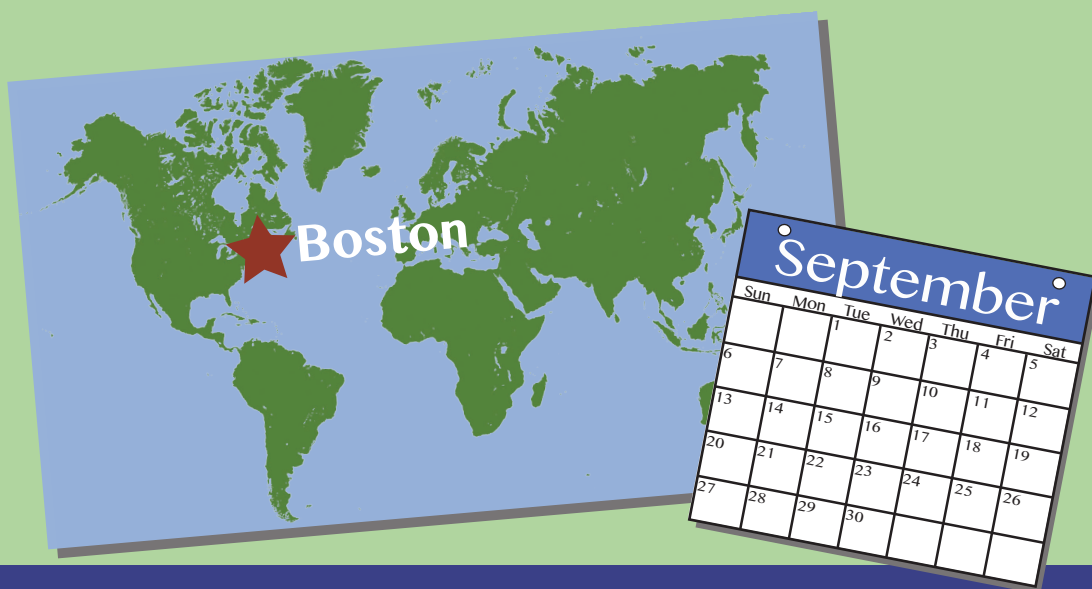 Boston
September
Sun Mon Tue Wed Thu Fri Sat
1 2 3 4 5
6 7 8 9 10 11 12
13 14 15 16 17 18 19
20 21 22 23 24 25 26
27 28 29 30